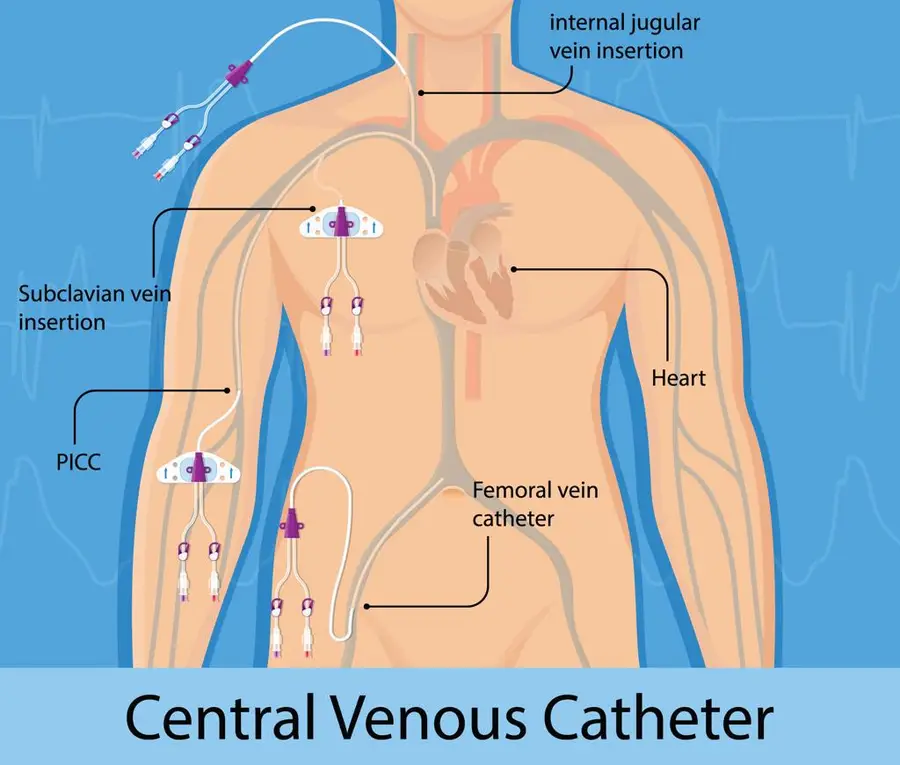 internal jugular
vein insertion
Subclavian vein
insertion
Heart
PICC
Femoral vein
catheter
Central Venous Catheter